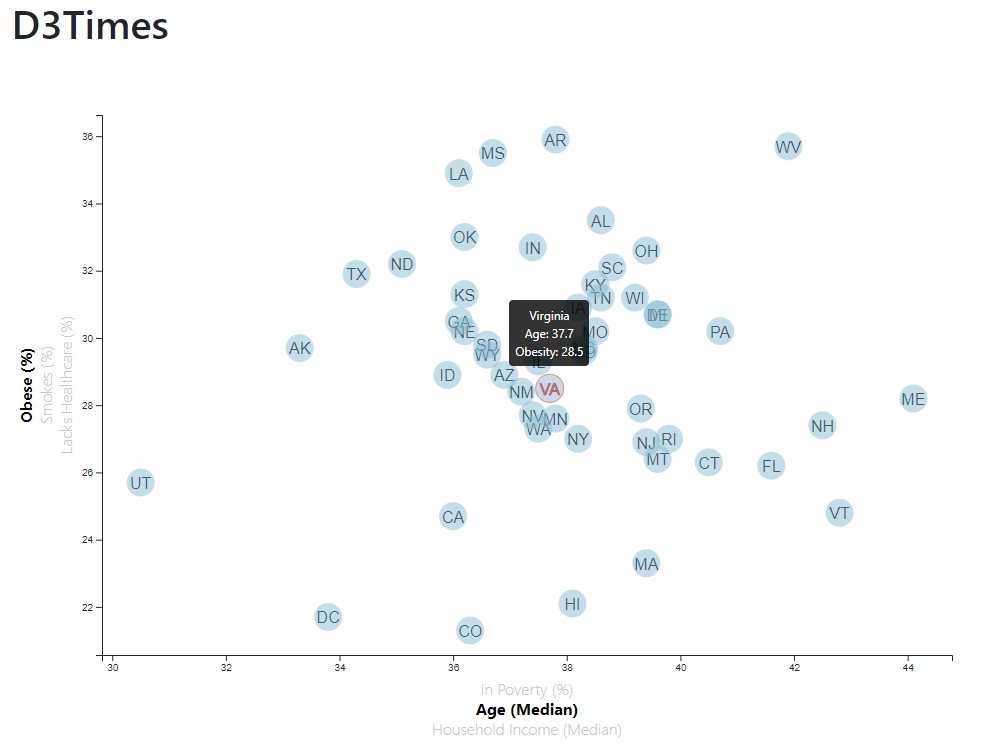 D3Times
36
34
32
30
28
26
24
22
Obese (%)
Smokes (%)
Lacks Healthcare (%)
AR
WV
MS
LA
AL
OK
IN
OH
ND
SC
TX
KY
KS
TN
WI
IA
GA
DE
NE
MO
PA
SD
AK
WY
IL
Virginia
Age: 37.7
Obesity: 28.5
ID
AZ
VA
NM
ME
OR
NV
MN
WA
NH
NY
NJ
RI
MT
CT
FL
UT
CA
VT
MA
HI
DC
CO
30
32
34
36
38
40
42
44
In Poverty (%)
Age (Median)
Household Income (Median)